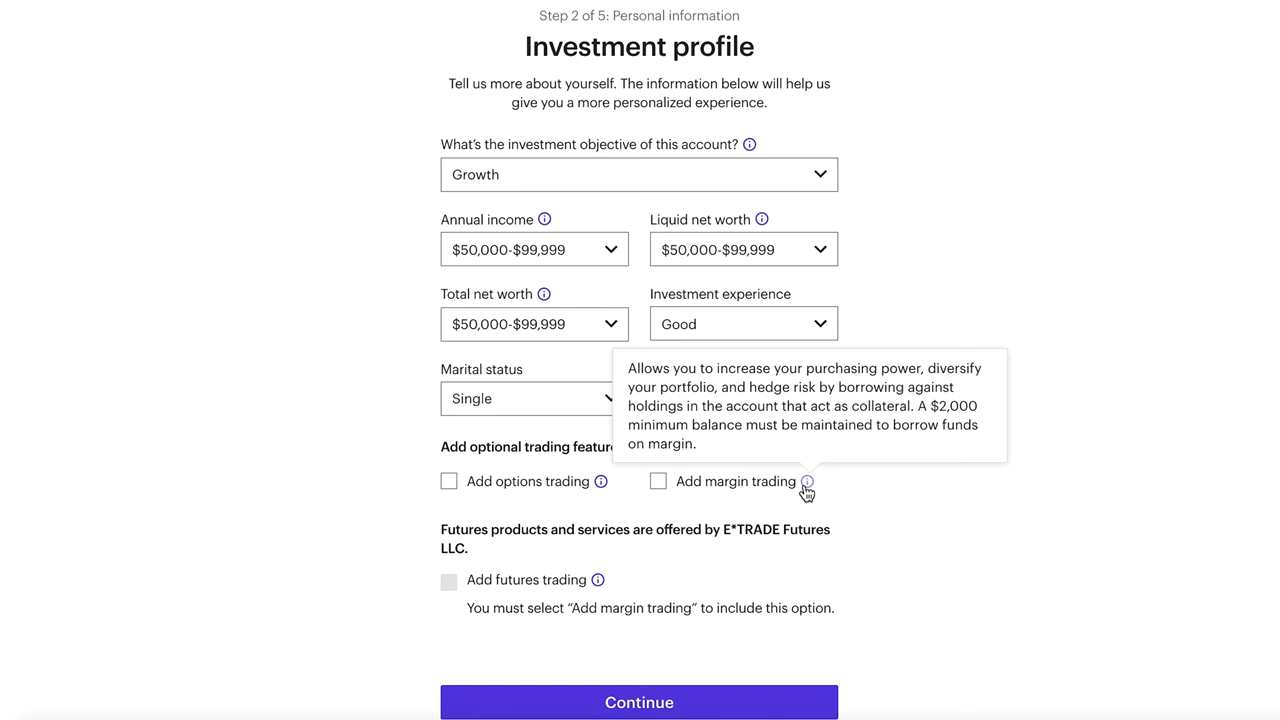 Step 2 of 5: Personal information
Investment profile
Tell us more about yourself. The information below will help us
give you a more personalized experience.
What's the investment objective of this account?
Growth
Annual income
Liquid net worth
$50,000-$99,999
$50,000-$99,999
Total net worth
Investment experience
$50,000-$99,999
Good
Marital status
Single
Allows you to increase your purchasing power, diversify
your portfolio, and hedge risk by borrowing against
holdings in the account that act as collateral. A $2,000
minimum balance must be maintained to borrow funds
on margin.
Add optional trading
Add options trading
Add margin trading
Futures products and services are offered by E*TRADE Futures
LLC.
Add futures trading
You must select “Add margin trading” to include this option.
Continue